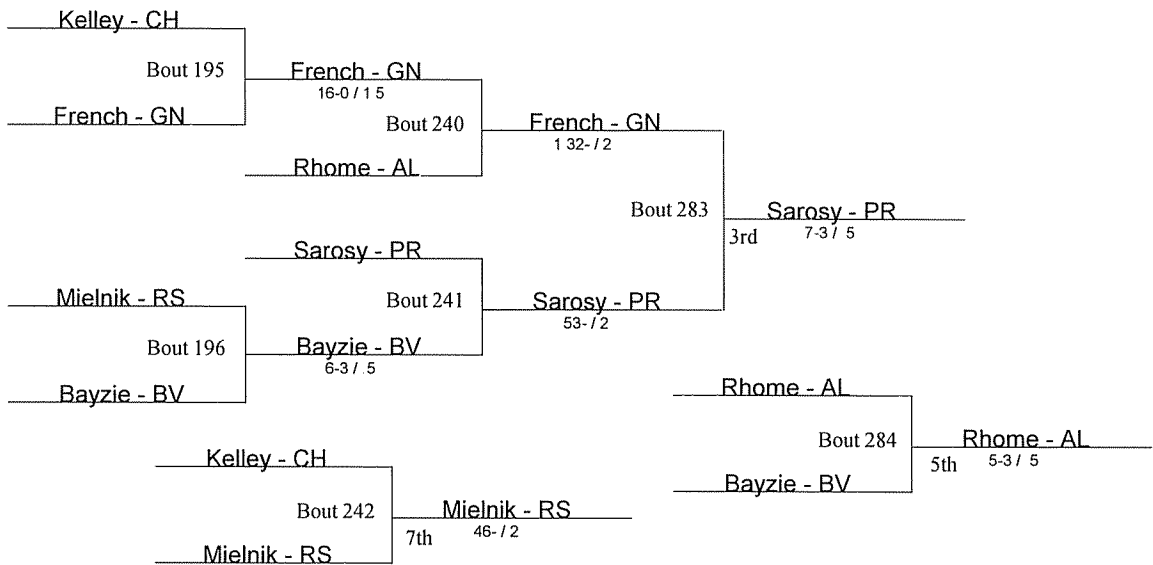 Kelley - CH
Bout 195
French - GN
16-0 / 1 5
French - GN
Bout 240
French - GN
1 32- / 2
Rhome - AL
Bout 283
Sarosy - PR
7-3 / 5
3rd
Sarosy - PR
Mielnik - RS
Bout 241
Sarosy - PR
53- / 2
Bout 196
Bayzie - BV
6-3 / 5
Bayzie - BV
Rhome - AL
Bout 284
Rhome - AL
5-3 / 5
5th
Bayzie - BV
Kelley - CH
Bout 242
Mielnik - RS
46- / 2
7th
Mielnik - RS